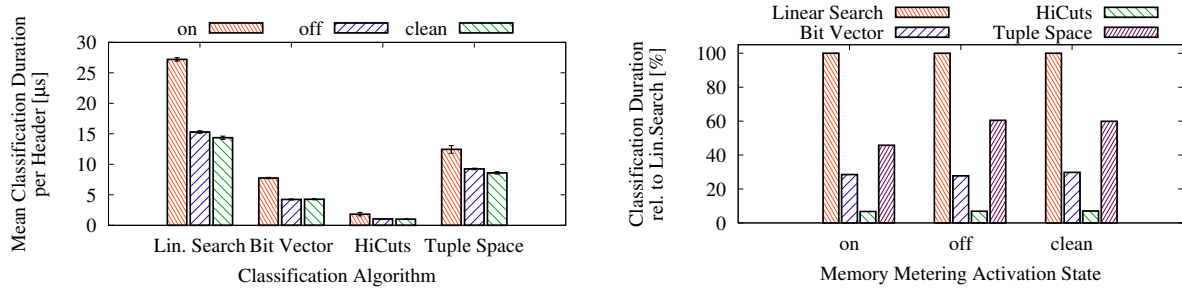 on off clean
Mean Classification Duration
per Header [µs]
30
25
20
15
10
5
0
Lin. Search Bit Vector HiCuts Tuple Space
Classification Algorithm
Linear Search HiCuts
Bit Vector Tuple Space
Classification Duration
rel. to Lin.Search [%]
100
80
60
40
20
0
on off clean
Memory Metering Activation State